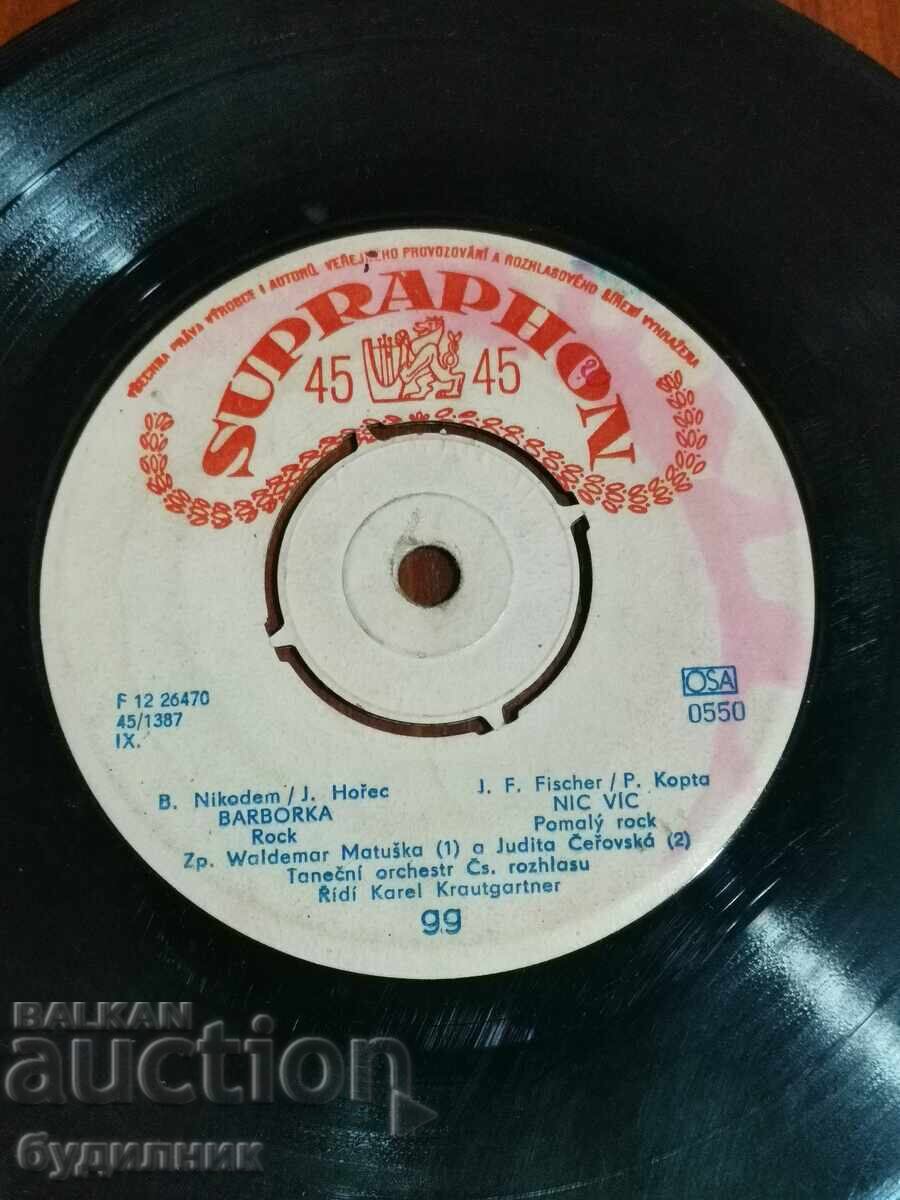 VŠECHNA PRÁVA VÝROBCE I AUTORŮ, VEŘEJNÉHO PROVOZOVÁNÍ A ROZHLASOVÉHO ŠÍŘENÍ VYHRAŽENA
SUPRAPHON
45 45
F 12 26470
45/1387
IX.
OSA
0550
B. Nikodem/J. Hořec
BARBORKA
Rock
J. F. Fischer/P. Kopta
NIC VÍC
Pomalý rock
Zp. Waldemar Matuška (1) a Judita Čeřovská (2)
Taneční orchestr Čs. rozhlasu
Řídí Karel Krautgartner
gg
BALKAN
auction
будилник